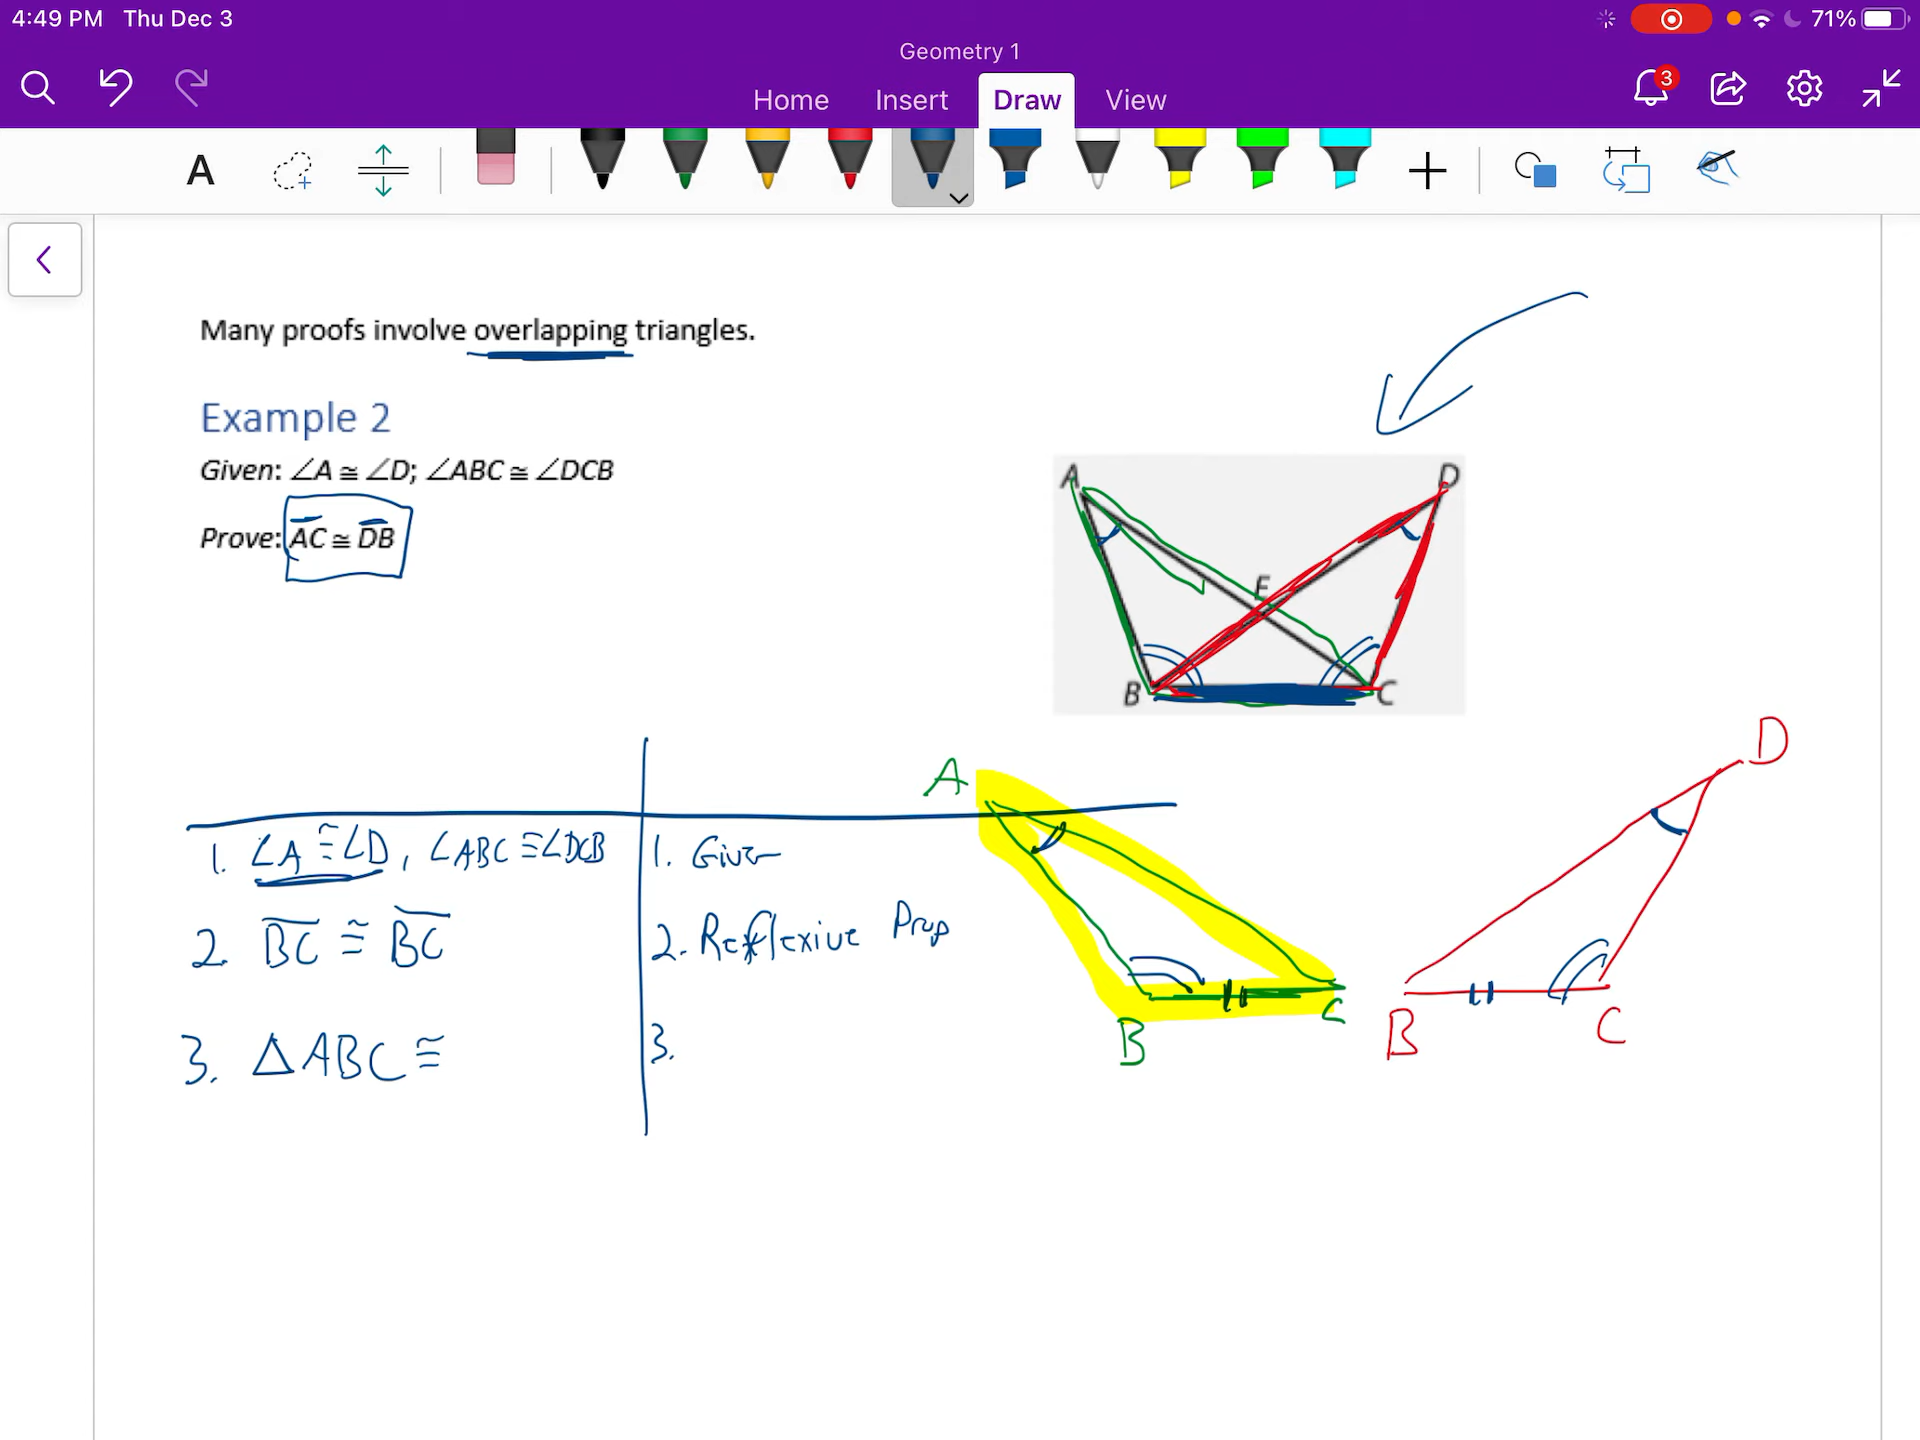 4:49 PM Thu Dec 3
71%
Geometry 1
3
Home Insert Draw View
A
Many proofs involve overlapping triangles.
Example 2
Given: ∠A ≅ ∠D; ∠ABC ≅ ∠DCB
Prove: AC ≅ DB
A D
E
B C
1. ∠A ≅ ∠D, ∠ABC ≅ ∠DCB 1. Given
2. BC ≅ BC 2. Reflexive Prop
3. △ABC ≅ 3.
A
B C
D
B C